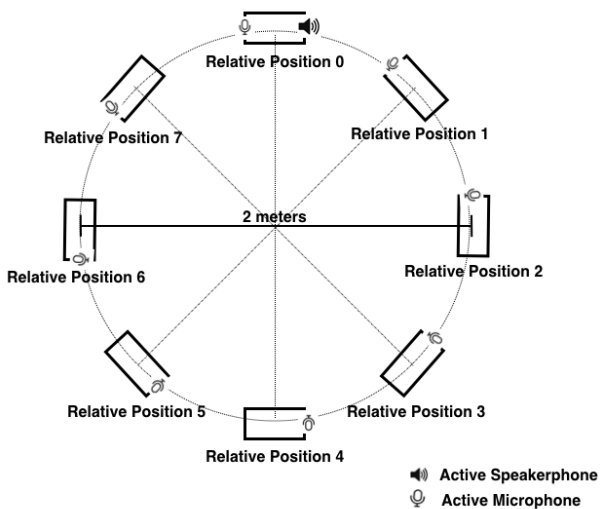 Relative Position 0
Relative Position 7
Relative Position 1
2 meters
Relative Position 6
Relative Position 2
Relative Position 5
Relative Position 3
Relative Position 4
Active Speakerphone
Active Microphone